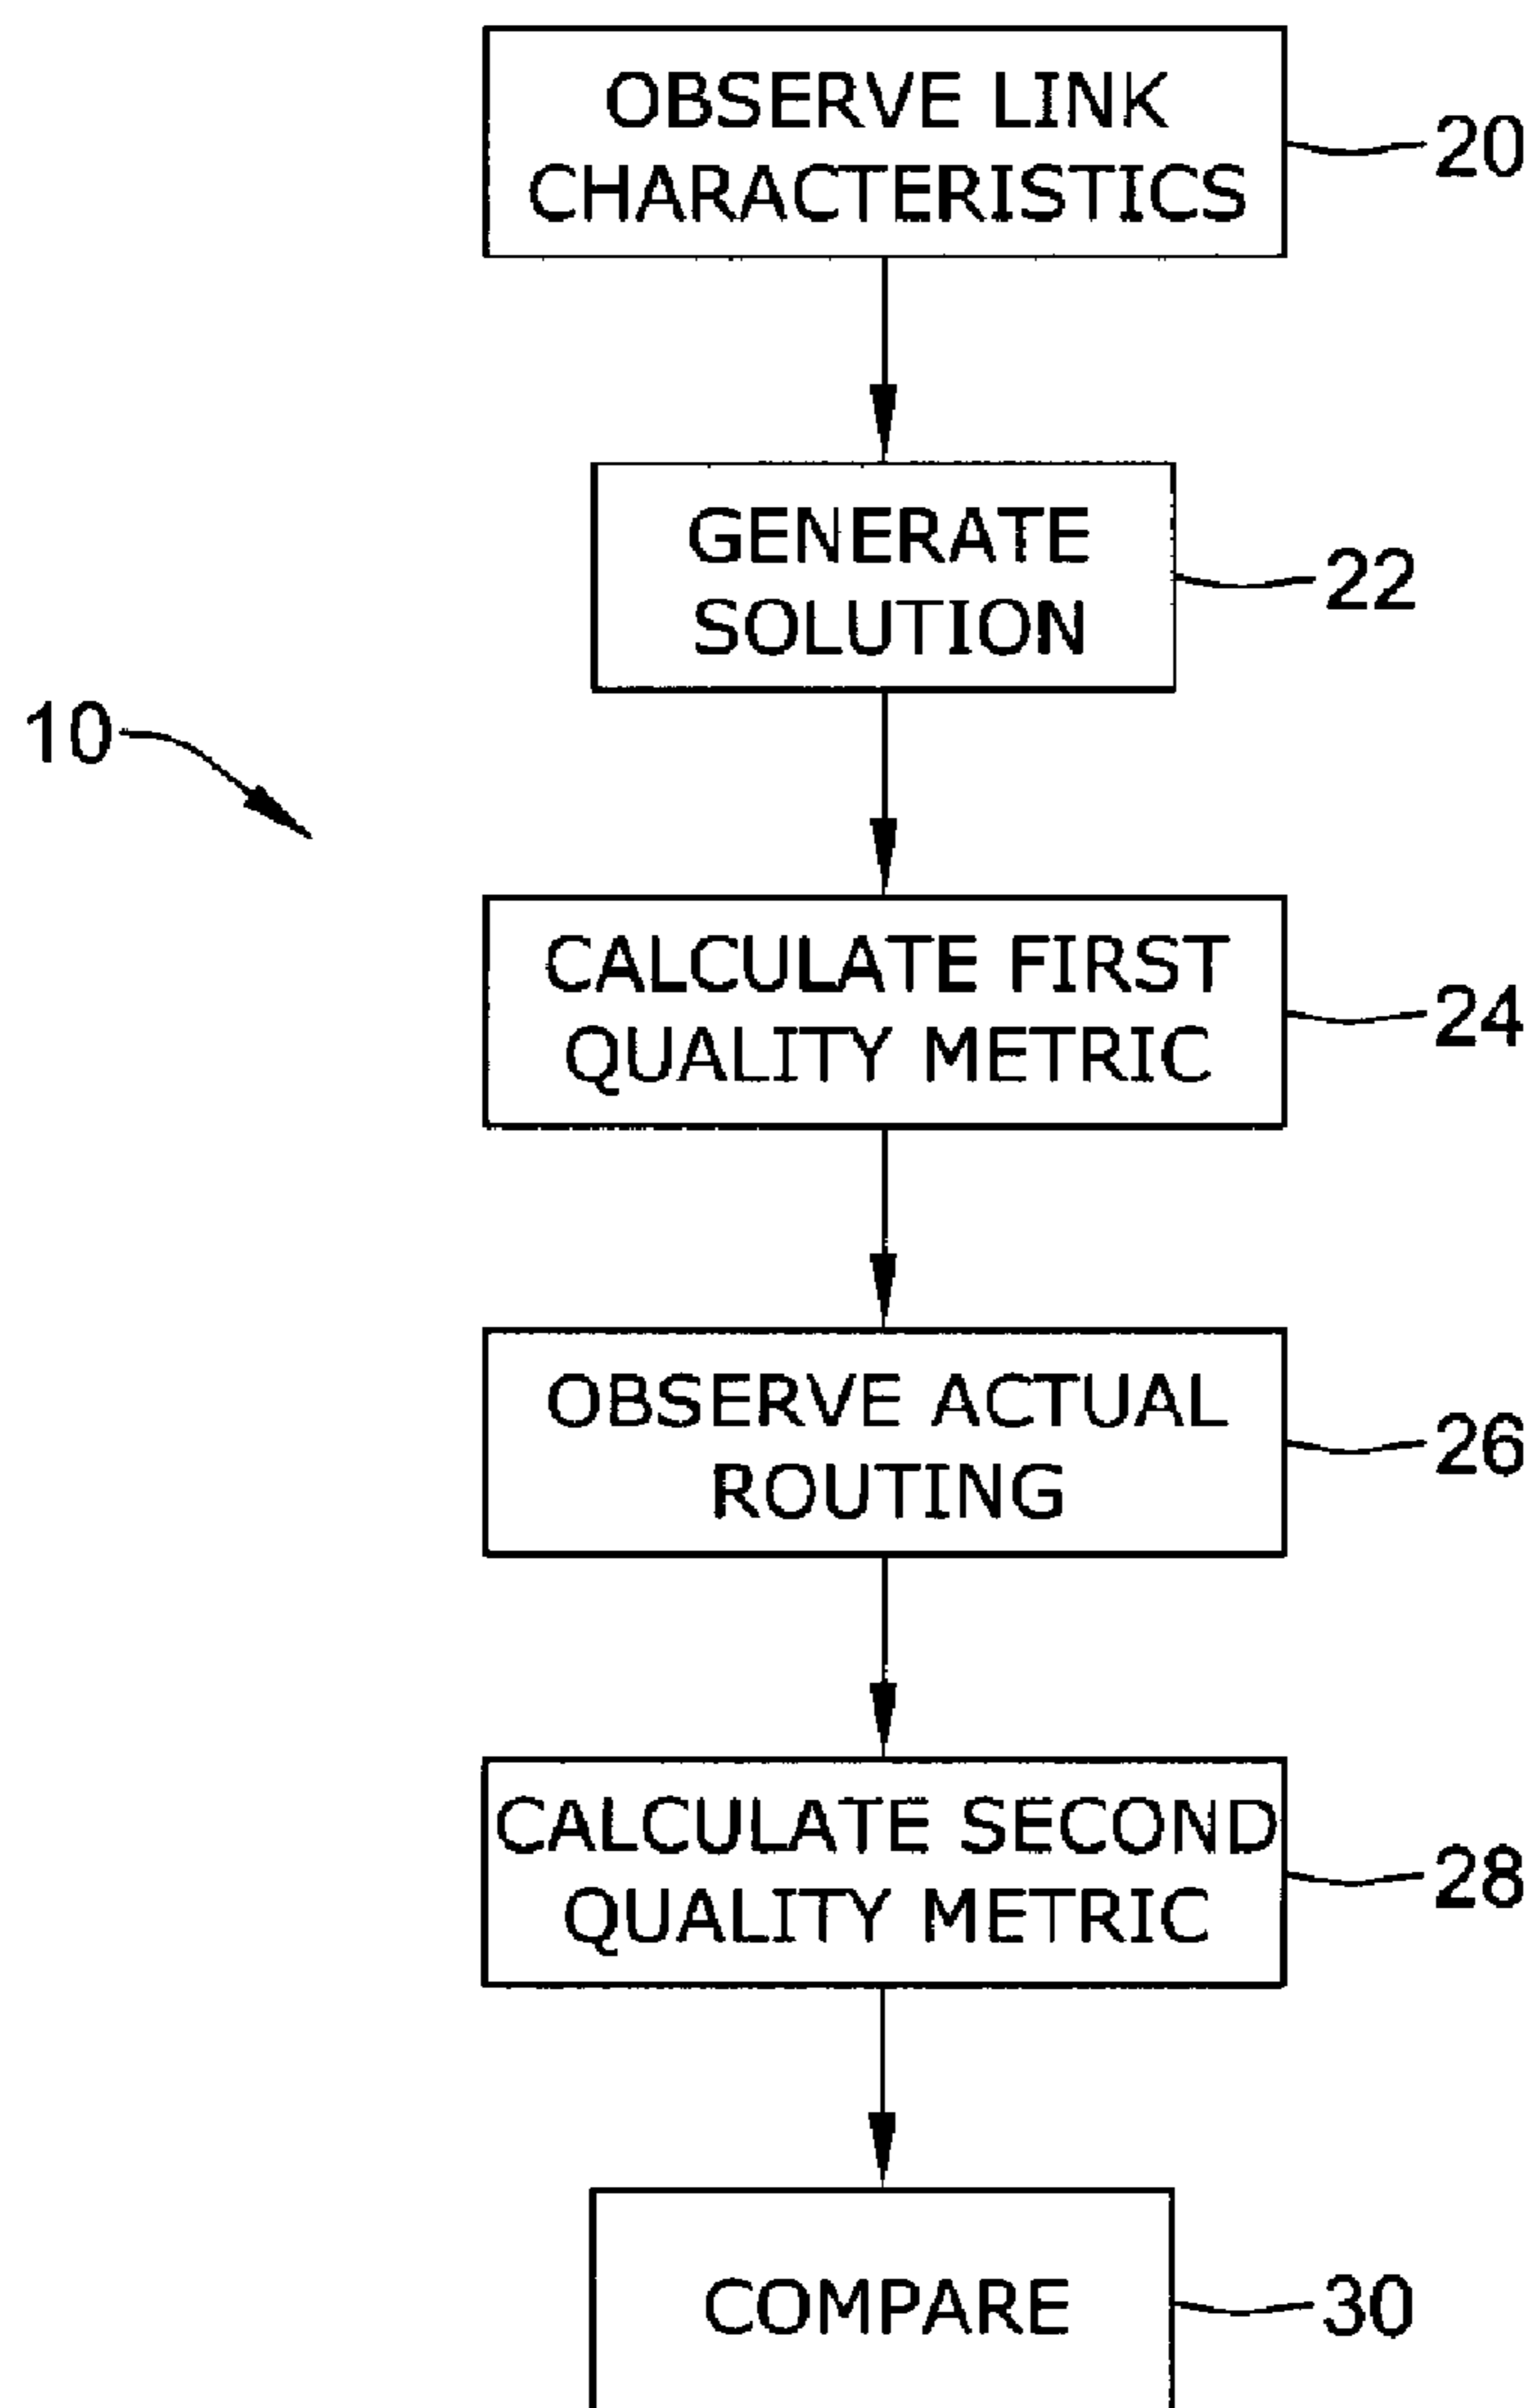 OBSERVE LINK
CHARACTERISTICS
20
GENERATE
SOLUTION
22
10
CALCULATE FIRST
QUALITY METRIC
24
OBSERVE ACTUAL
ROUTING
26
CALCULATE SECOND
QUALITY METRIC
28
COMPARE
30